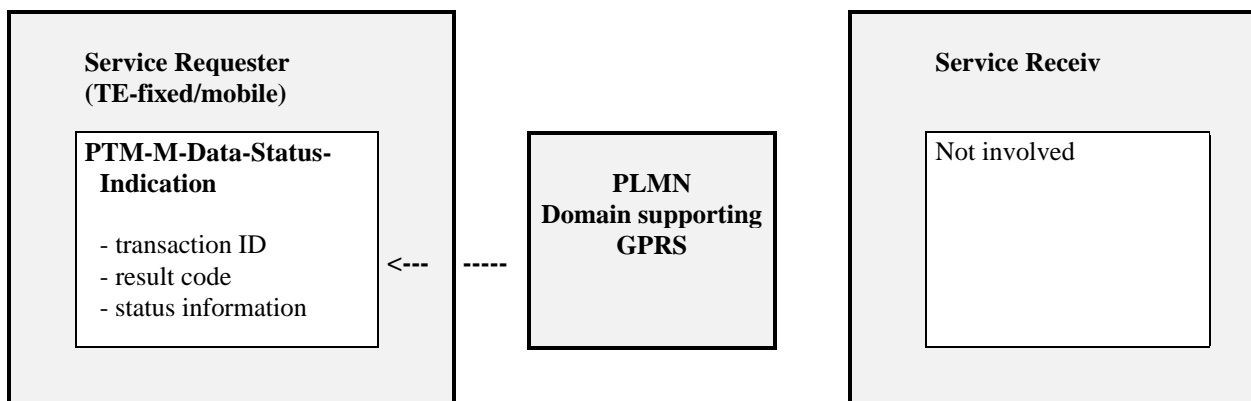 Service Requester
(TE-fixed/mobile)
PTM-M-Data-Status-
Indication
- transaction ID
- result code
- status information
<--- -----
PLMN
Domain supporting
GPRS
Service Receiv
Not involved